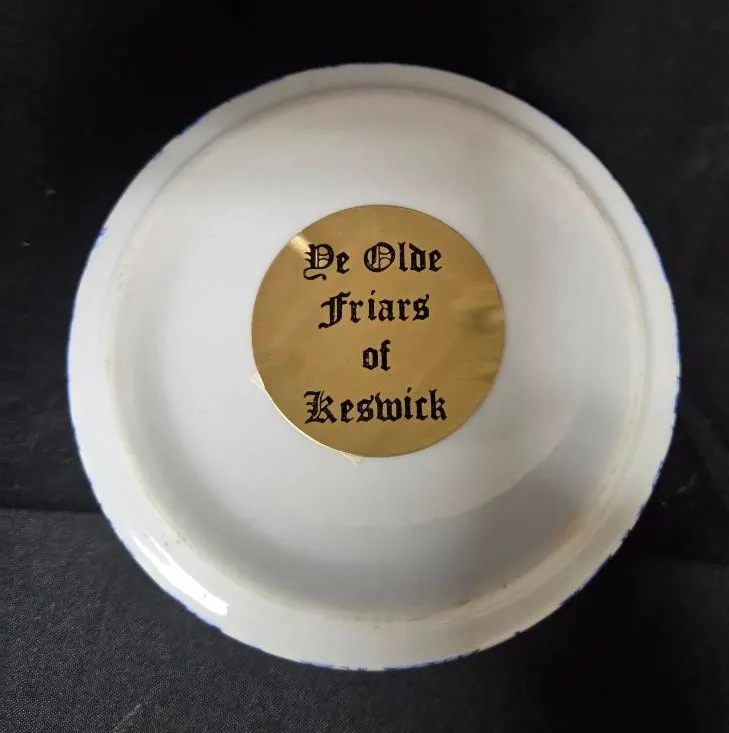 Ye Olde
Friars
of
Keswick